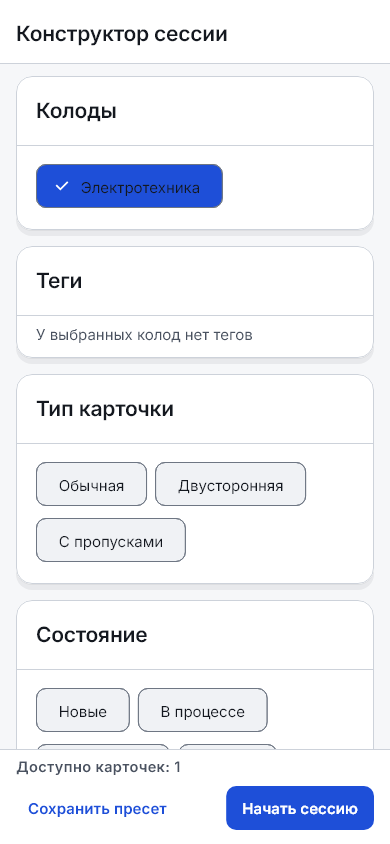 Конструктор сессии
Колоды
Электротехника
Теги
У выбранных колод нет тегов
Тип карточки
Обычная
Двусторонняя
С пропусками
Состояние
Новые
В процессе
Доступно карточек: 1
Сохранить пресет
Начать сессию